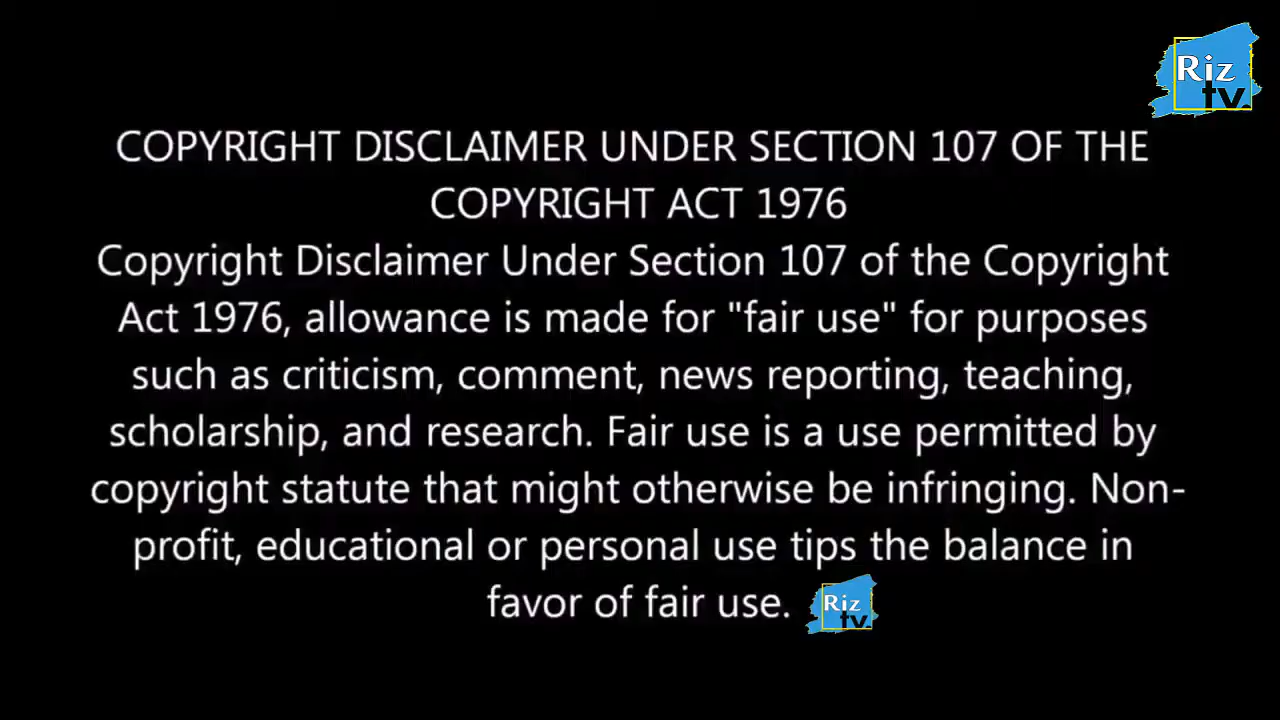 Riz
tv
COPYRIGHT DISCLAIMER UNDER SECTION 107 OF THE
COPYRIGHT ACT 1976
Copyright Disclaimer Under Section 107 of the Copyright
Act 1976, allowance is made for "fair use" for purposes
such as criticism, comment, news reporting, teaching,
scholarship, and research. Fair use is a use permitted by
copyright statute that might otherwise be infringing. Non-
profit, educational or personal use tips the balance in
favor of fair use.
Riz
tv